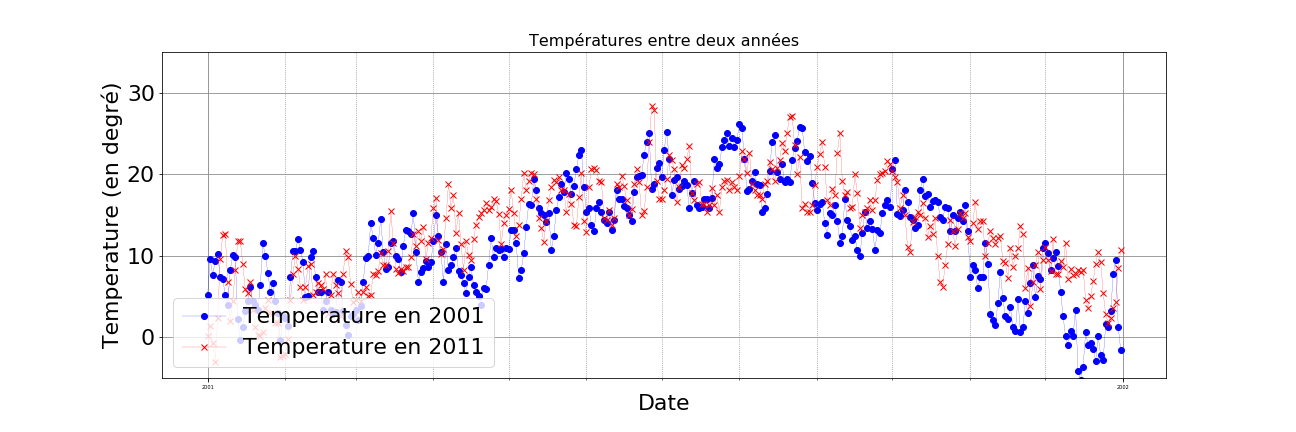 Températures entre deux années
Temperature (en degré)
30
20
10
0
Temperature en 2001
Temperature en 2011
2001
2002
Date